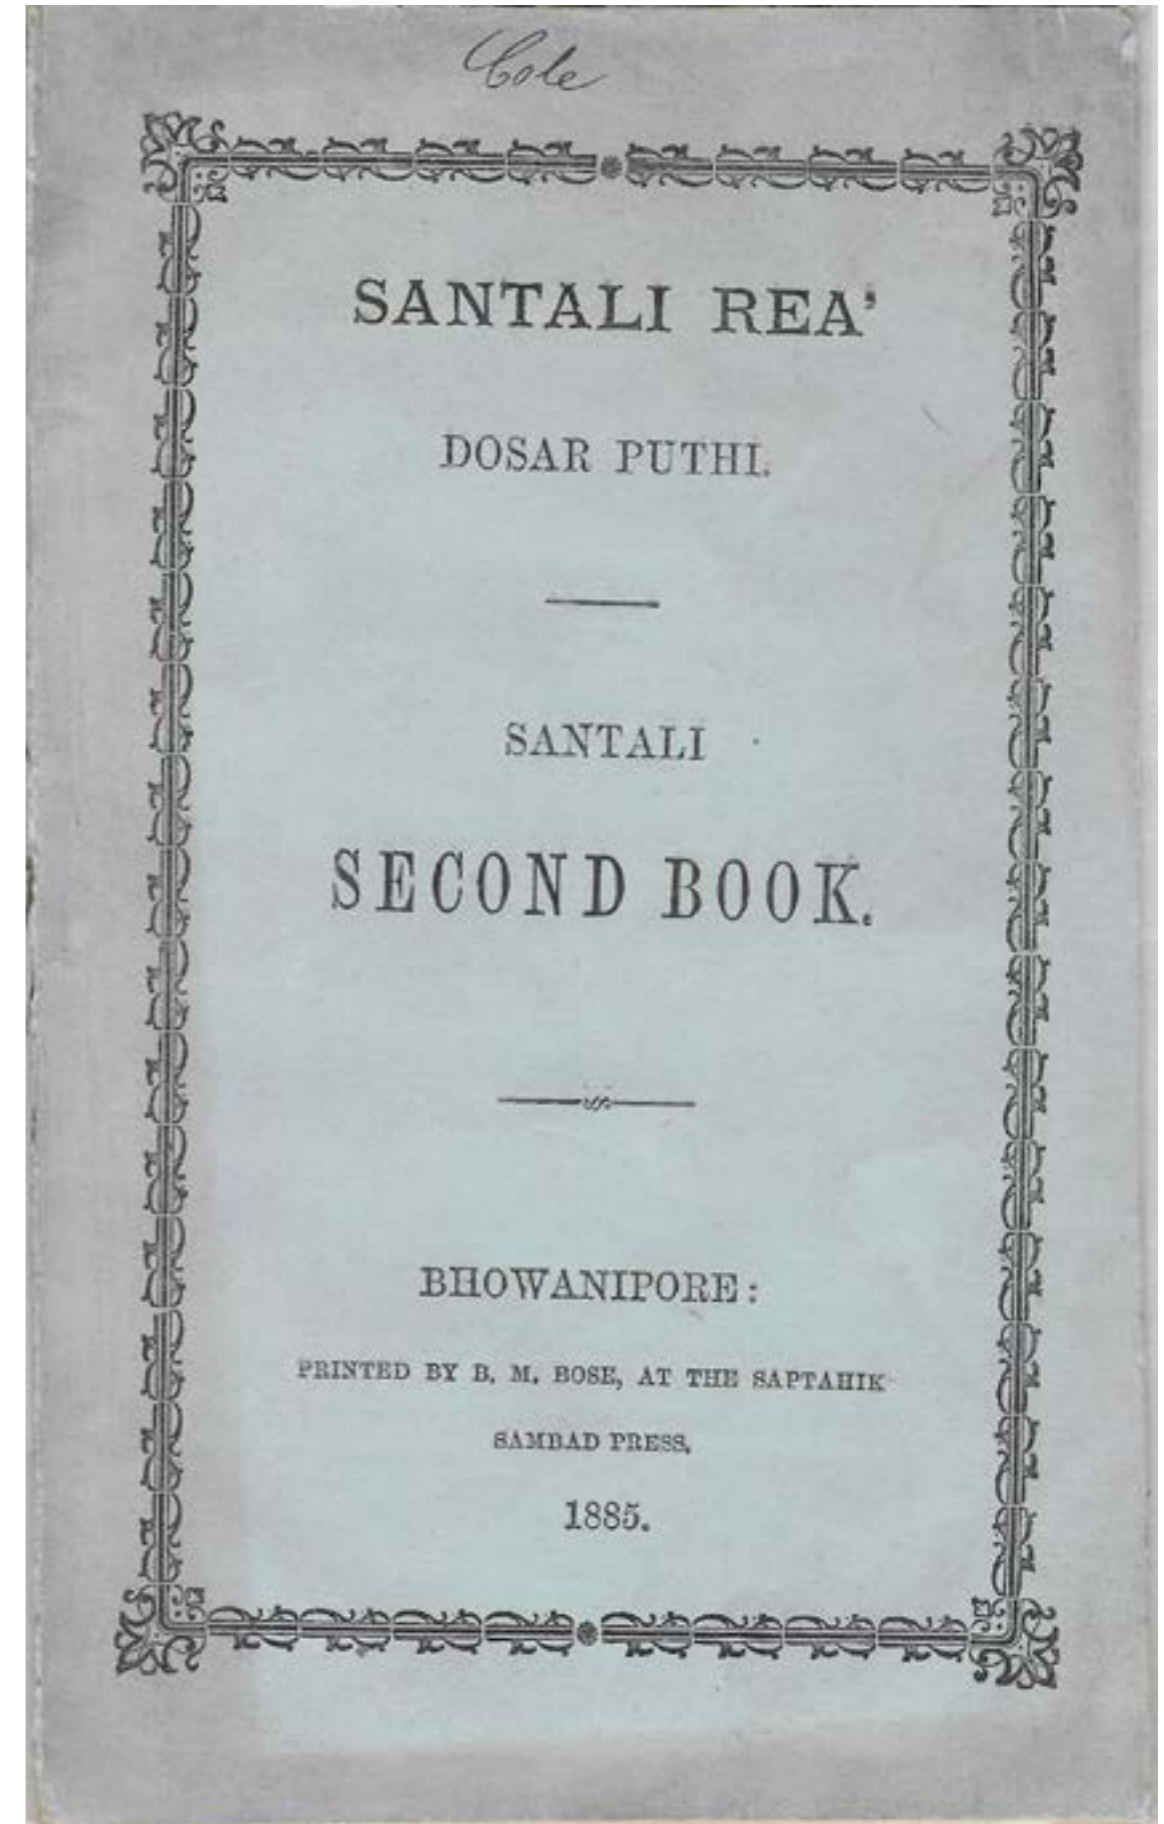 Cole
SANTALI REA'
DOSAR PUTHI.
SANTALI
SECOND BOOK.
BHOWANIPORE:
PRINTED BY B. M. BOSE, AT THE SAPTAHIK
SAMBAD PRESS,
1885.